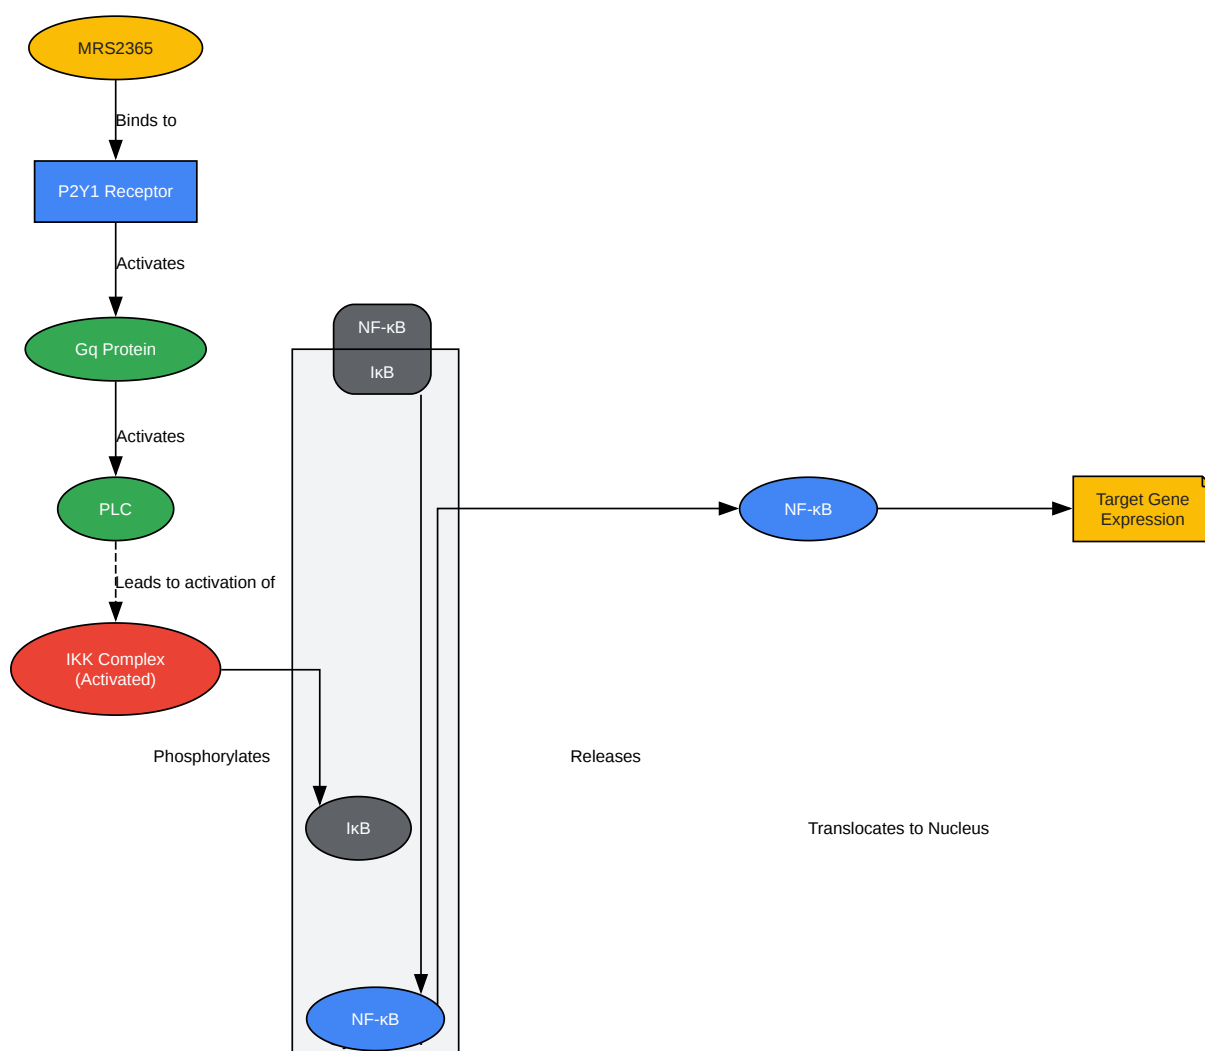 MRS2365
Binds to
P2Y1 Receptor
Activates
Gq Protein
NF-κB
IκB
Activates
PLC
NF-κB
Target Gene
Expression
Leads to activation of
IKK Complex
(Activated)
Phosphorylates
Releases
IκB
Translocates to Nucleus
NF-κB